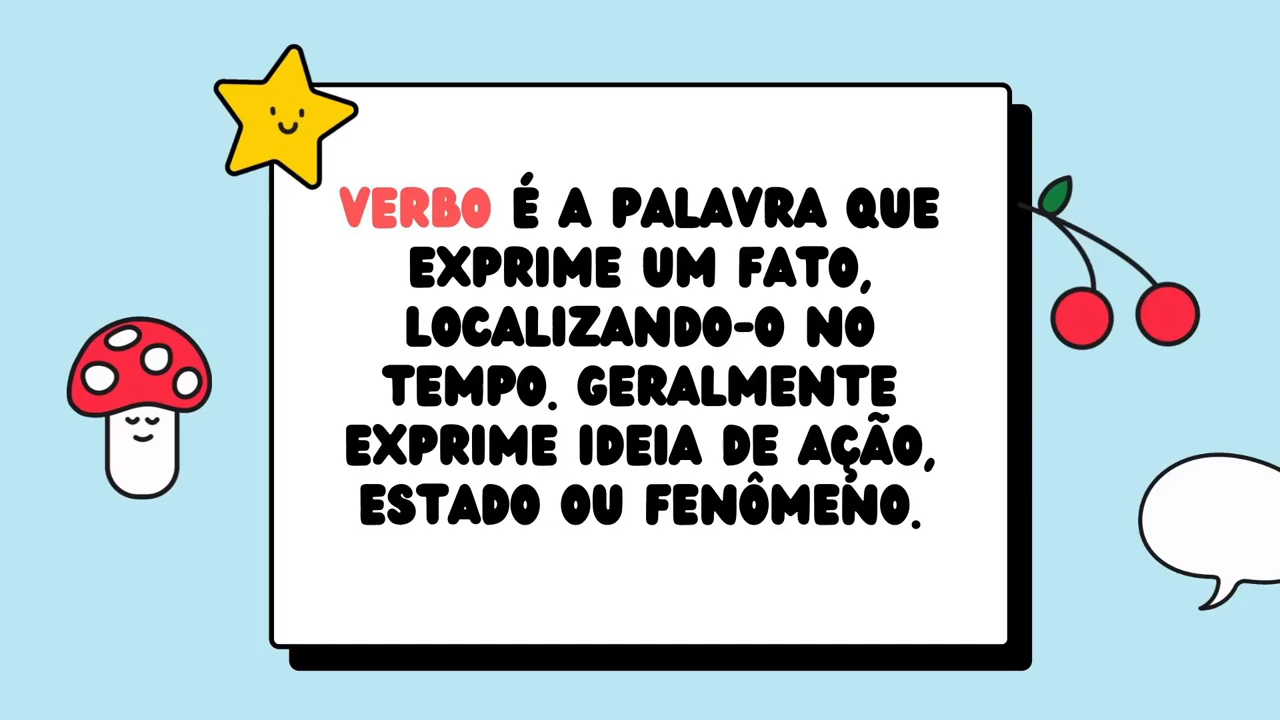 VERBO É A PALAVRA QUE
EXPRIME UM FATO,
LOCALIZANDO-O NO
TEMPO. GERALMENTE
EXPRIME IDEIA DE AÇÃO,
ESTADO OU FENÔMENO.